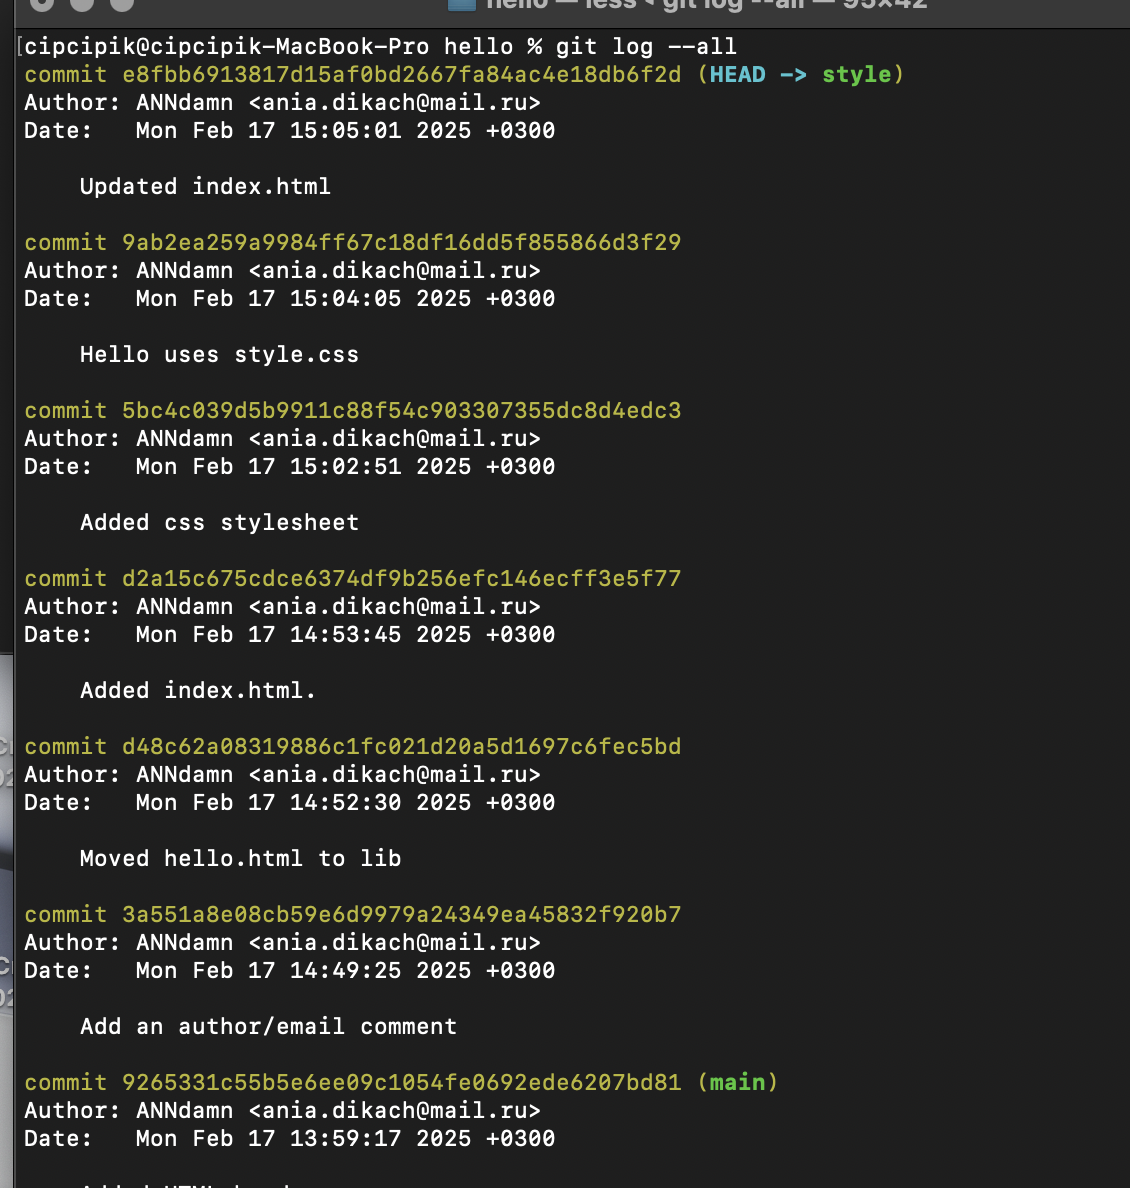 hello — less ◂ git log --all — 95×42
[cipcipik@cipcipik-MacBook-Pro hello % git log --all
commit e8fbb6913817d15af0bd2667fa84ac4e18db6f2d (HEAD -> style)
Author: ANNdamn <ania.dikach@mail.ru>
Date:   Mon Feb 17 15:05:01 2025 +0300
    Updated index.html
commit 9ab2ea259a9984ff67c18df16dd5f855866d3f29
Author: ANNdamn <ania.dikach@mail.ru>
Date:   Mon Feb 17 15:04:05 2025 +0300
    Hello uses style.css
commit 5bc4c039d5b9911c88f54c903307355dc8d4edc3
Author: ANNdamn <ania.dikach@mail.ru>
Date:   Mon Feb 17 15:02:51 2025 +0300
    Added css stylesheet
commit d2a15c675cdce6374df9b256efc146ecff3e5f77
Author: ANNdamn <ania.dikach@mail.ru>
Date:   Mon Feb 17 14:53:45 2025 +0300
    Added index.html.
commit d48c62a08319886c1fc021d20a5d1697c6fec5bd
Author: ANNdamn <ania.dikach@mail.ru>
Date:   Mon Feb 17 14:52:30 2025 +0300
    Moved hello.html to lib
commit 3a551a8e08cb59e6d9979a24349ea45832f920b7
Author: ANNdamn <ania.dikach@mail.ru>
Date:   Mon Feb 17 14:49:25 2025 +0300
    Add an author/email comment
commit 9265331c55b5e6ee09c1054fe0692ede6207bd81 (main)
Author: ANNdamn <ania.dikach@mail.ru>
Date:   Mon Feb 17 13:59:17 2025 +0300